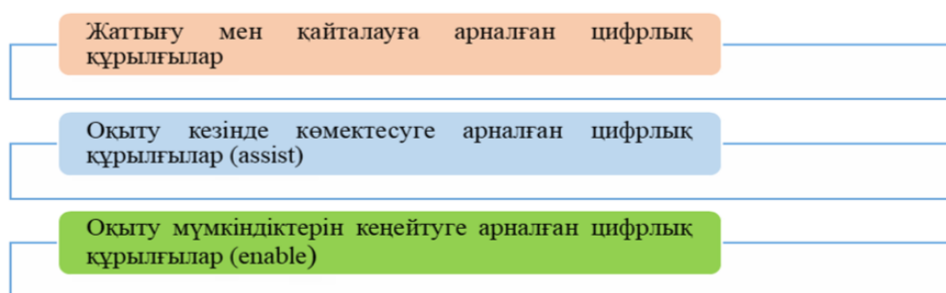 Жаттығу мен қайталауға арналған цифрлық
құрылғылар
Оқыту кезінде көмектесуге арналған цифрлық
құрылғылар (assist)
Оқыту мүмкіндіктерін кеңейтуге арналған цифрлық
құрылғылар (enable)